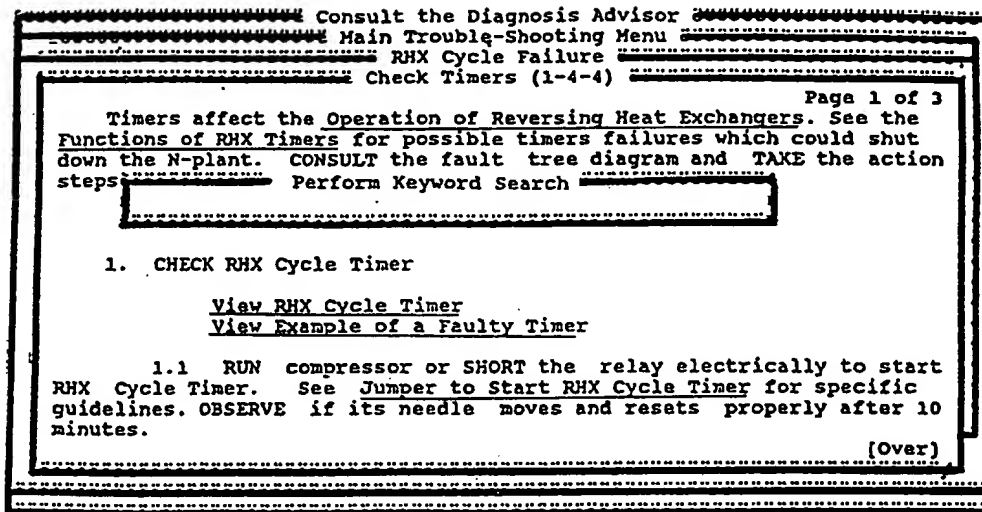 Consult the Diagnosis Advisor
Main Trouble-Shooting Menu
RHX Cycle Failure
Check Timers (1-4-4)
Page 1 of 3
Timers affect the Operation of Reversing Heat Exchangers. See the
Functions of RHX Timers for possible timers failures which could shut
down the N-plant. CONSULT the fault tree diagram and TAKE the action
steps
Perform Keyword Search
1. CHECK RHX Cycle Timer
View RHX Cycle Timer
View Example of a Faulty Timer
1.1 RUN compressor or SHORT the relay electrically to start
RHX Cycle Timer. See Jumper to Start RHX Cycle Timer for specific
guidelines. OBSERVE if its needle moves and resets properly after 10
minutes.
[Over]